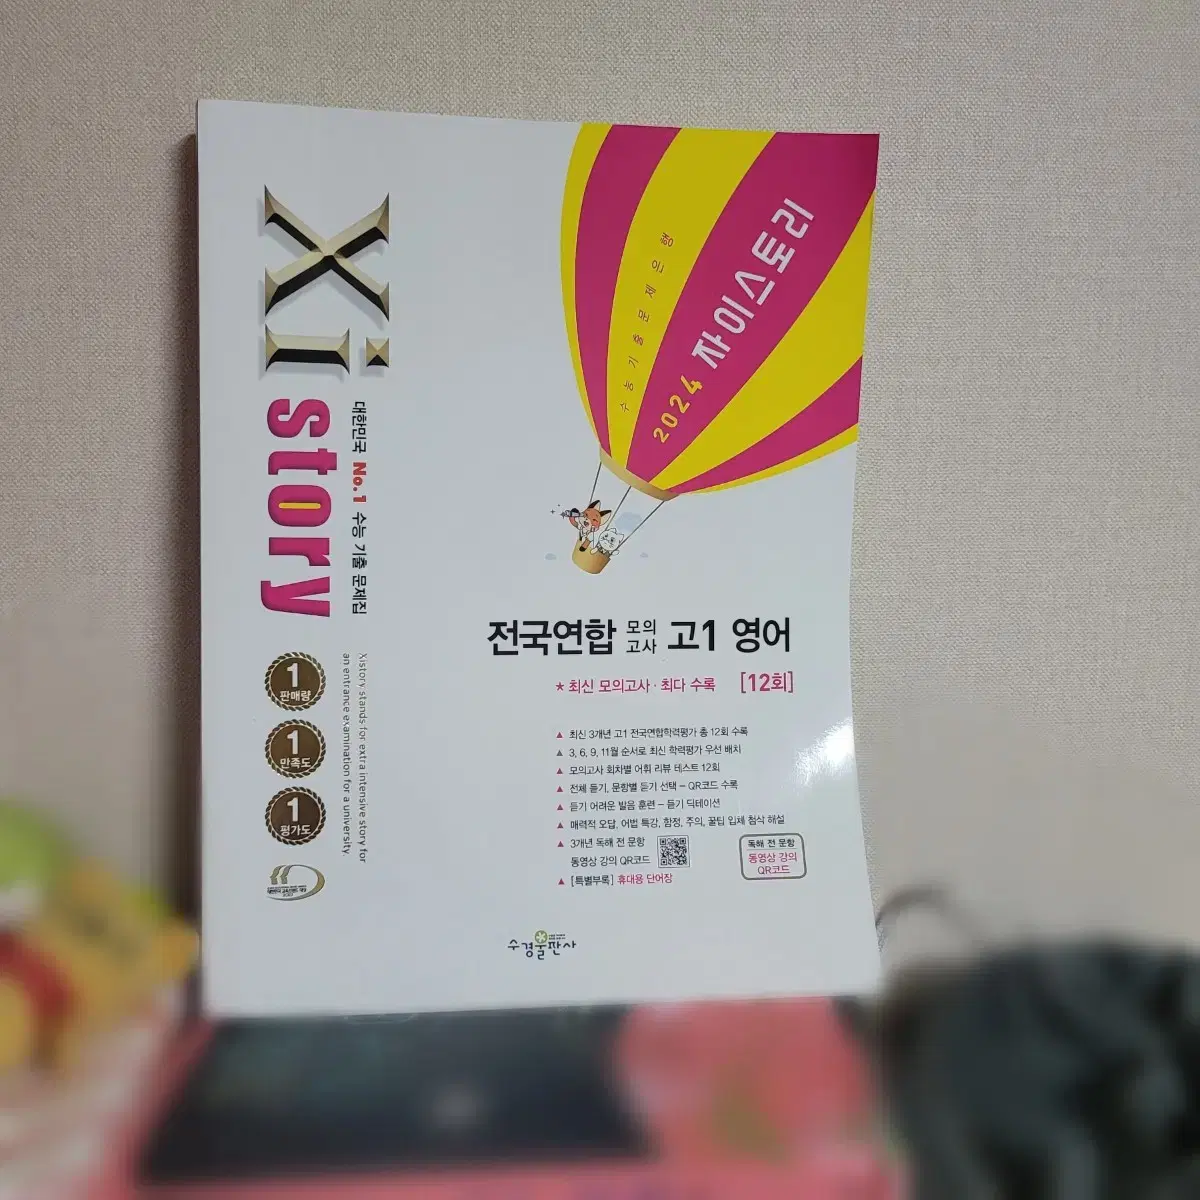 Xi story
대한민국 No.1 수능 기출 문제집
Xistory stands for extra intensive story for
an entrance examination for a university.
1
판매량
1
만족도
1
평가도
수능기출문제은행
2024 자이스토리
전국연합 모의고사 고1 영어
★ 최신 모의고사·최다 수록 [12회]
▲ 최신 3개년 고1 전국연합학력평가 총 12회 수록
▲ 3, 6, 9, 11월 순서로 최신 학력평가 우선 배치
▲ 모의고사 회차별 어휘 리뷰 테스트 12회
▲ 전체 듣기, 문항별 듣기 선택 – QR코드 수록
▲ 듣기 어려운 발음 훈련 – 듣기 딕테이션
▲ 매력적 오답, 어법 특강, 함정, 주의, 꿀팁 입체 첨삭 해설
▲ 3개년 독해 전 문항
동영상 강의 QR코드
독해 전 문항
동영상 강의
QR코드
▲ [특별부록] 휴대용 단어장
수경출판사